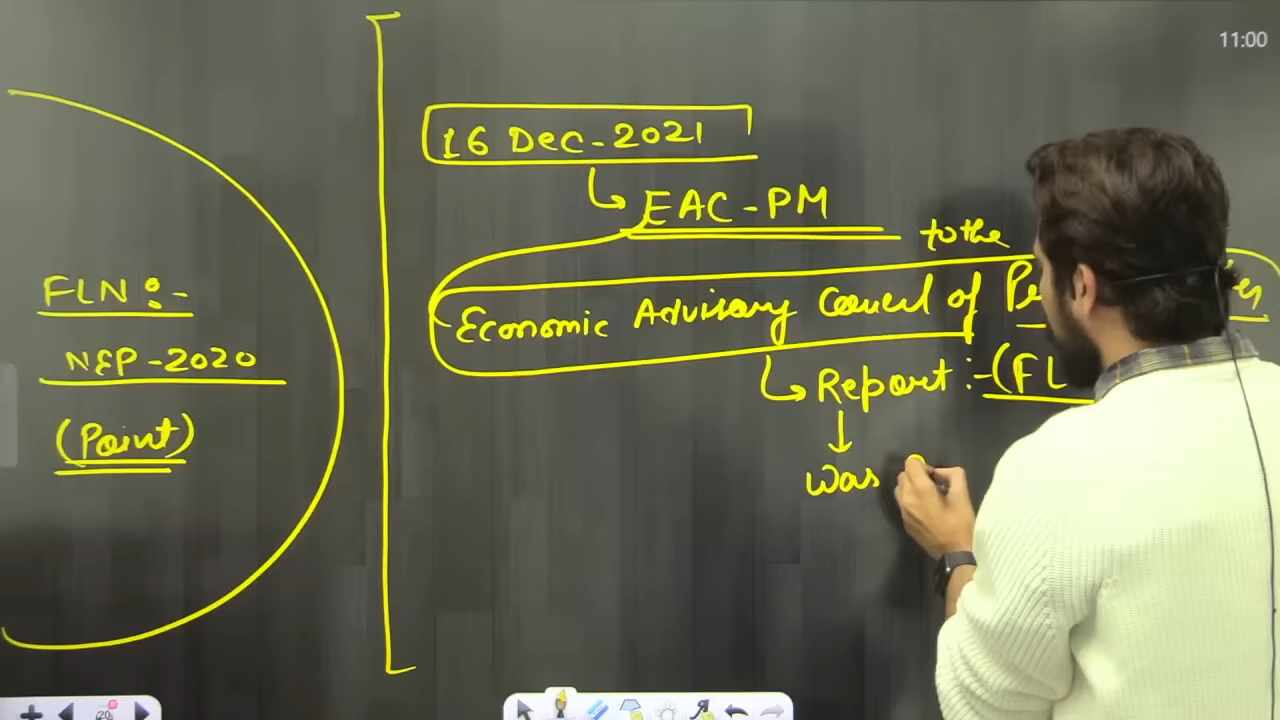 11:00
16 Dec-2021
EAC-PM
to the
Economic Advisory Council of
Report :-(FL
was
FLN :-
NEP-2020
(Point)